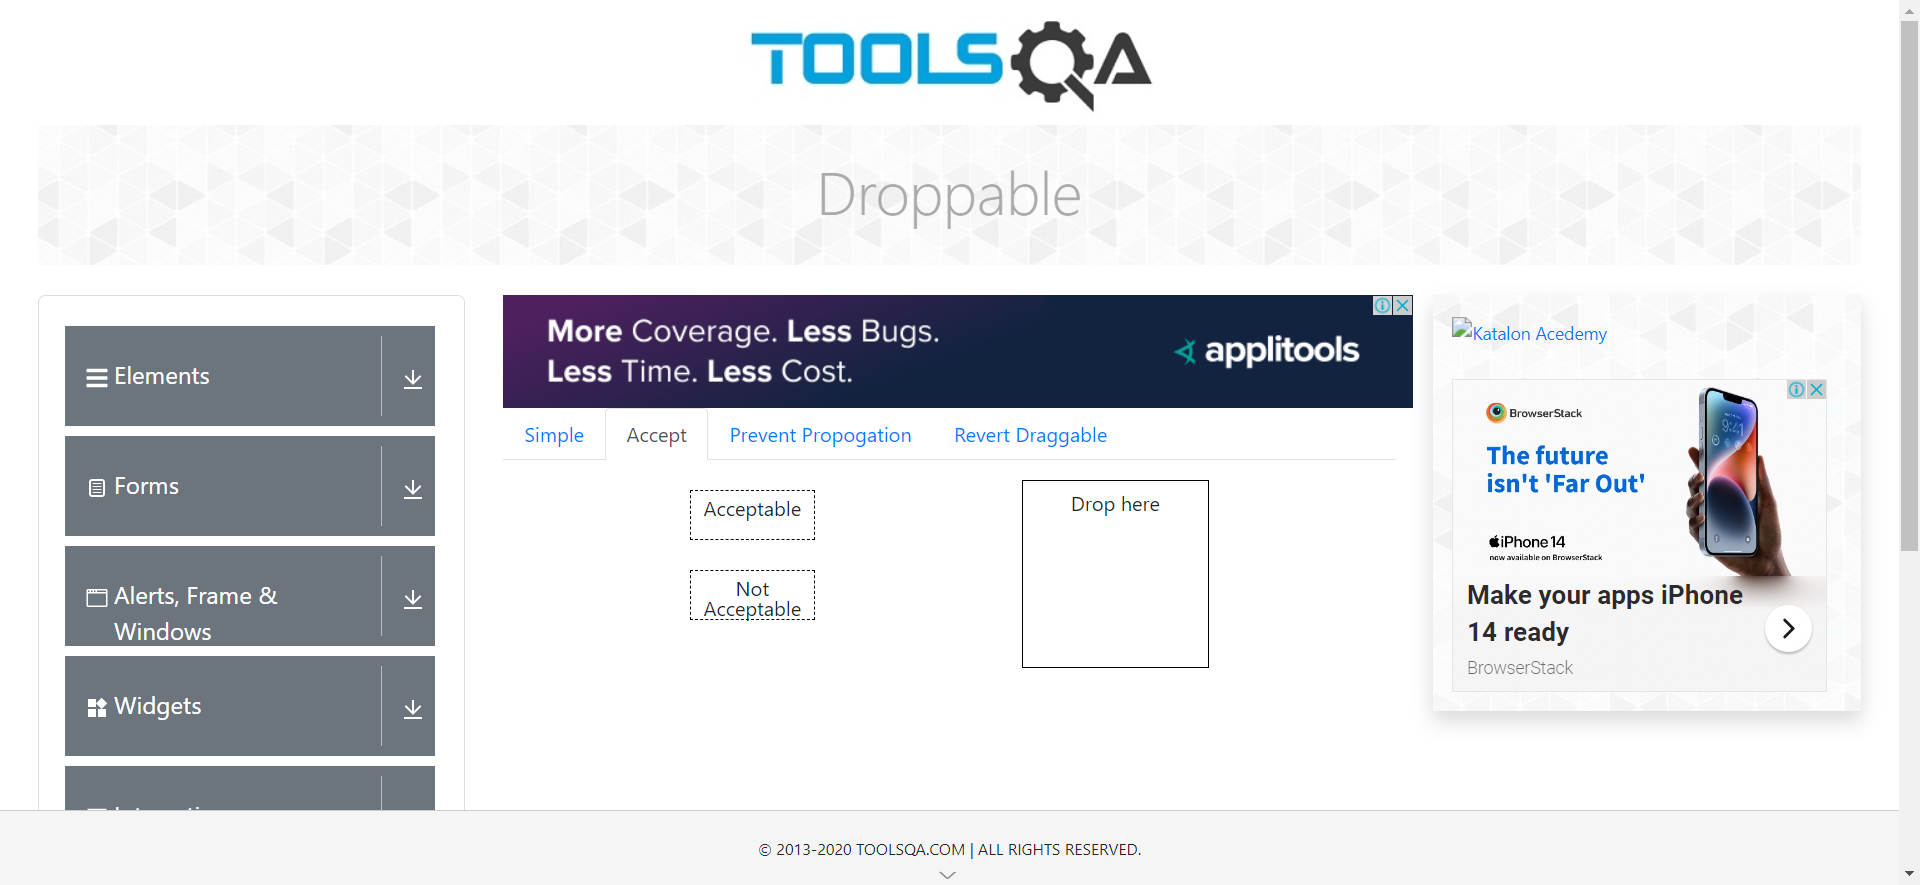 TOOLSQA
Droppable
Elements
Forms
Alerts, Frame &
Windows
Widgets
More Coverage. Less Bugs.
Less Time. Less Cost.
applitools
Simple
Accept
Prevent Propogation
Revert Draggable
Acceptable
Not
Acceptable
Drop here
Katalon Acedemy
BrowserStack
The future
isn't 'Far Out'
9:41
iPhone 14
now available on BrowserStack
Make your apps iPhone
14 ready
BrowserStack
© 2013-2020 TOOLSQA.COM | ALL RIGHTS RESERVED.